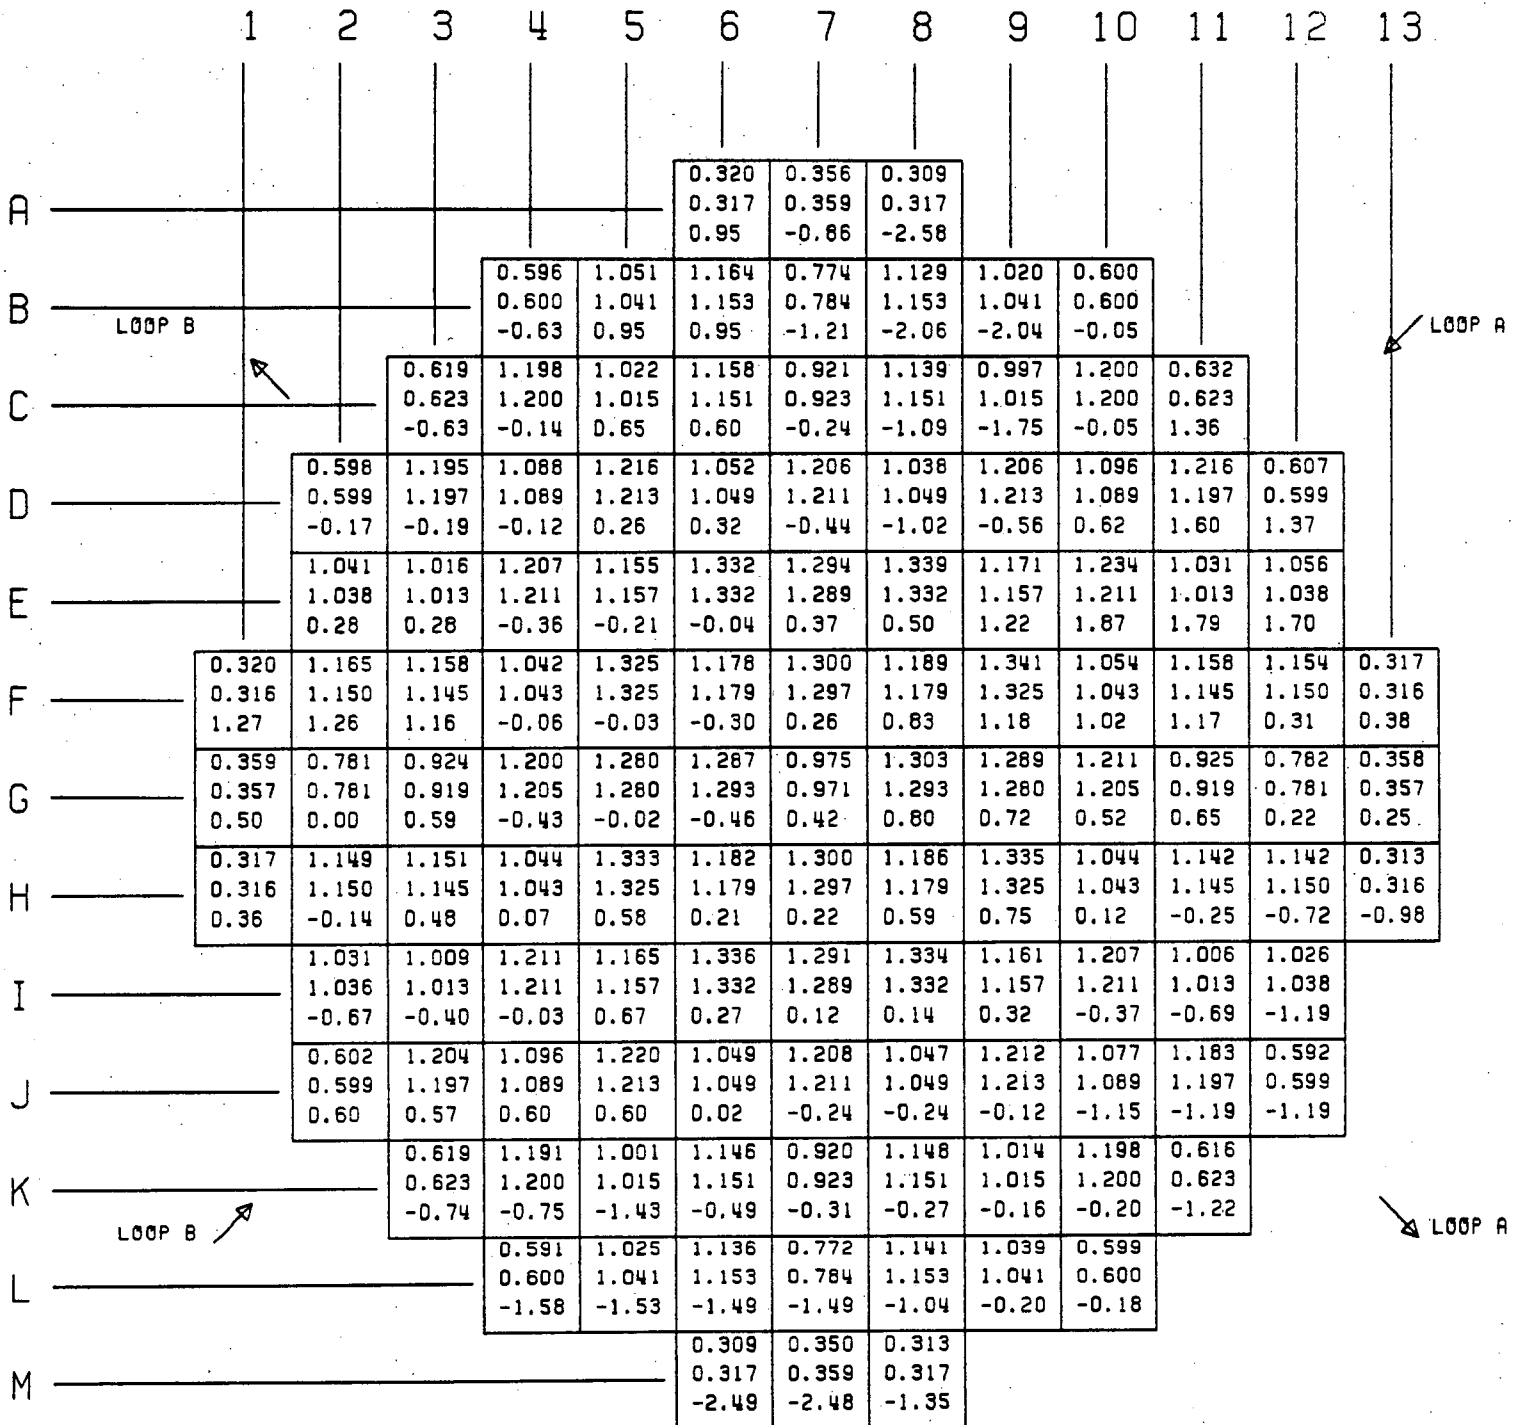 1 2 3 4 5 6 7 8 9 10 11 12 13
0.320 0.356 0.309
A 0.317 0.359 0.317
0.95 -0.86 -2.58
0.596 1.051 1.164 0.774 1.129 1.020 0.600
B 0.600 1.041 1.153 0.784 1.153 1.041 0.600
LOOP B -0.63 0.95 0.95 -1.21 -2.06 -2.04 -0.05 LOOP A
0.619 1.198 1.022 1.158 0.921 1.139 0.997 1.200 0.632
C 0.623 1.200 1.015 1.151 0.923 1.151 1.015 1.200 0.623
-0.63 -0.14 0.65 0.60 -0.24 -1.09 -1.75 -0.05 1.36
0.598 1.195 1.088 1.216 1.052 1.206 1.038 1.206 1.096 1.216 0.607
D 0.599 1.197 1.089 1.213 1.049 1.211 1.049 1.213 1.089 1.197 0.599
-0.17 -0.19 -0.12 0.26 0.32 -0.44 -1.02 -0.56 0.62 1.60 1.37
1.041 1.016 1.207 1.155 1.332 1.294 1.339 1.171 1.234 1.031 1.056
E 1.038 1.013 1.211 1.157 1.332 1.289 1.332 1.157 1.211 1.013 1.038
0.28 0.28 -0.36 -0.21 -0.04 0.37 0.50 1.22 1.87 1.79 1.70
0.320 1.165 1.158 1.042 1.325 1.178 1.300 1.189 1.341 1.054 1.158 1.154 0.317
F 0.316 1.150 1.145 1.043 1.325 1.179 1.297 1.179 1.325 1.043 1.145 1.150 0.316
1.27 1.26 1.16 -0.06 -0.03 -0.30 0.26 0.83 1.18 1.02 1.17 0.31 0.38
0.359 0.781 0.924 1.200 1.280 1.287 0.975 1.303 1.289 1.211 0.925 0.782 0.358
G 0.357 0.781 0.919 1.205 1.280 1.293 0.971 1.293 1.280 1.205 0.919 0.781 0.357
0.50 0.00 0.59 -0.43 -0.02 -0.46 0.42 0.80 0.72 0.52 0.65 0.22 0.25
0.317 1.149 1.151 1.044 1.333 1.182 1.300 1.186 1.335 1.044 1.142 1.142 0.313
H 0.316 1.150 1.145 1.043 1.325 1.179 1.297 1.179 1.325 1.043 1.145 1.150 0.316
0.36 -0.14 0.48 0.07 0.58 0.21 0.22 0.59 0.75 0.12 -0.25 -0.72 -0.98
1.031 1.009 1.211 1.165 1.336 1.291 1.334 1.161 1.207 1.006 1.026
I 1.036 1.013 1.211 1.157 1.332 1.289 1.332 1.157 1.211 1.013 1.038
-0.67 -0.40 -0.03 0.67 0.27 0.12 0.14 0.32 -0.37 -0.69 -1.19
0.602 1.204 1.096 1.220 1.049 1.208 1.047 1.212 1.077 1.183 0.592
J 0.599 1.197 1.089 1.213 1.049 1.211 1.049 1.213 1.089 1.197 0.599
0.60 0.57 0.60 0.60 0.02 -0.24 -0.24 -0.12 -1.15 -1.19 -1.19
0.619 1.191 1.001 1.146 0.920 1.148 1.014 1.198 0.616
K 0.623 1.200 1.015 1.151 0.923 1.151 1.015 1.200 0.623
-0.74 -0.75 -1.43 -0.49 -0.31 -0.27 -0.16 -0.20 -1.22
LOOP B LOOP A
0.591 1.025 1.136 0.772 1.141 1.039 0.599
L 0.600 1.041 1.153 0.784 1.153 1.041 0.600
-1.58 -1.53 -1.49 -1.49 -1.04 -0.20 -0.18
0.309 0.350 0.313
M 0.317 0.359 0.317
-2.49 -2.48 -1.35